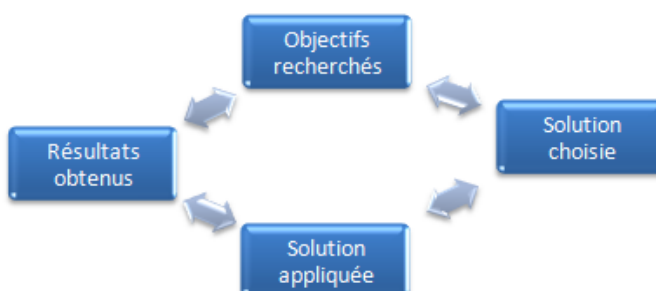 Objectifs
recherchés
Solution
choisie
Résultats
obtenus
Solution
appliquée